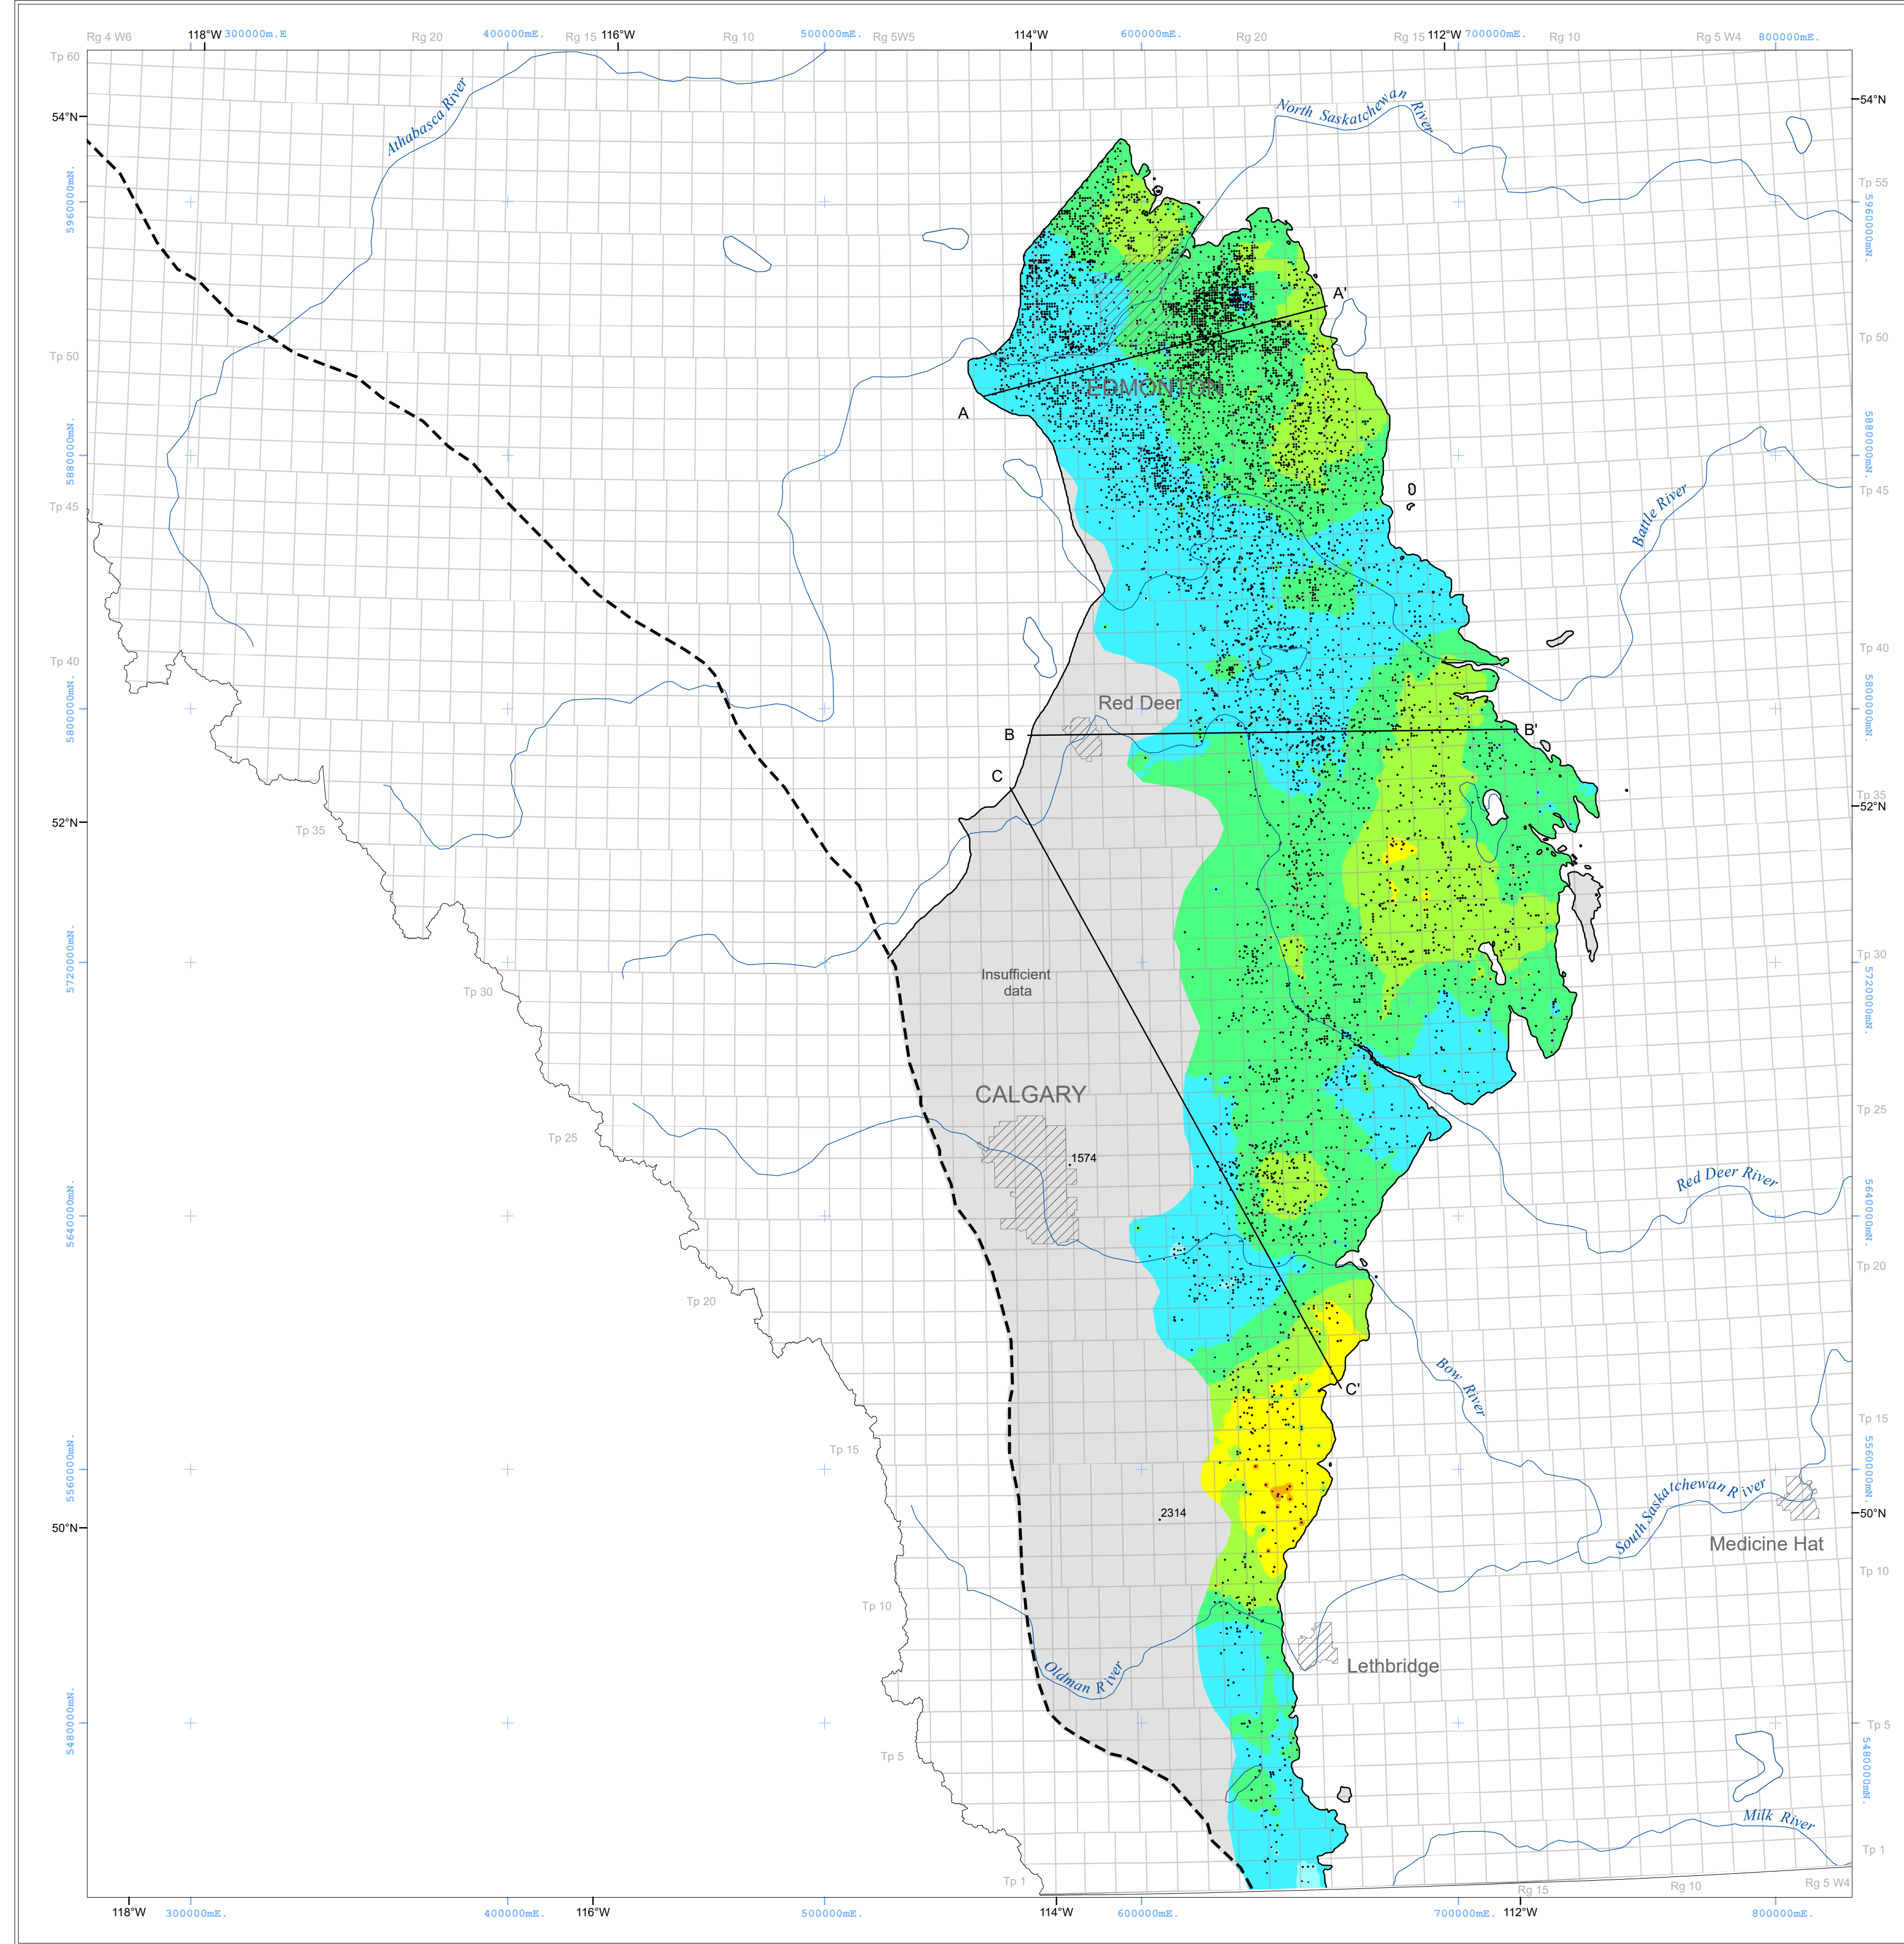 Rg 4 W6
118°W
300000m.E
Rg 20
400000mE.
Rg 15
116°W
Rg 10
500000mE.
Rg 5W5
114°W
600000mE.
Rg 20
Rg 15
112°W
700000mE.
Rg 10
Rg 5 W4
800000mE.
Tp 60
54°N
54°N
Athabasca River
North Saskatchewan River
5960000mN.
Tp 55
5960000mN.
A'
Tp 50
Tp 50
EDMONTON
A
5880000mN.
5880000mN.
Tp 45
Tp 45
Battle River
Tp 40
Tp 40
5800000mN.
5800000mN.
Red Deer
B
B'
C
Tp 35
52°N
52°N
Tp 35
Tp 30
5720000mN.
5720000mN.
Insufficient
data
Tp 30
CALGARY
Tp 25
Tp 25
1574
Red Deer River
5640000mN.
5640000mN.
Tp 20
Tp 20
Bow River
C'
Tp 15
Tp 15
5560000mN.
5560000mN.
South Saskatchewan River
2314
50°N
50°N
Medicine Hat
Tp 10
Tp 10
Oldman River
Lethbridge
5480000mN.
5480000mN.
Tp 5
Tp 5
Milk River
Tp 1
Tp 1
Rg 15
Rg 10
Rg 5 W4
118°W
300000mE.
400000mE.
116°W
500000mE.
114°W
600000mE.
700000mE.
112°W
800000mE.